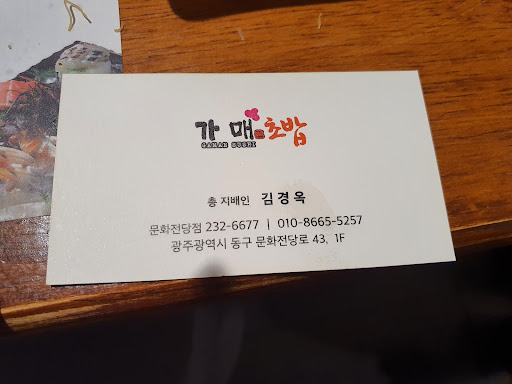 가매초밥
GAMAE SUSHI
총 지배인 김경옥
문화전당점 232-6677 | 010-8665-5257
광주광역시 동구 문화전당로 43, 1F